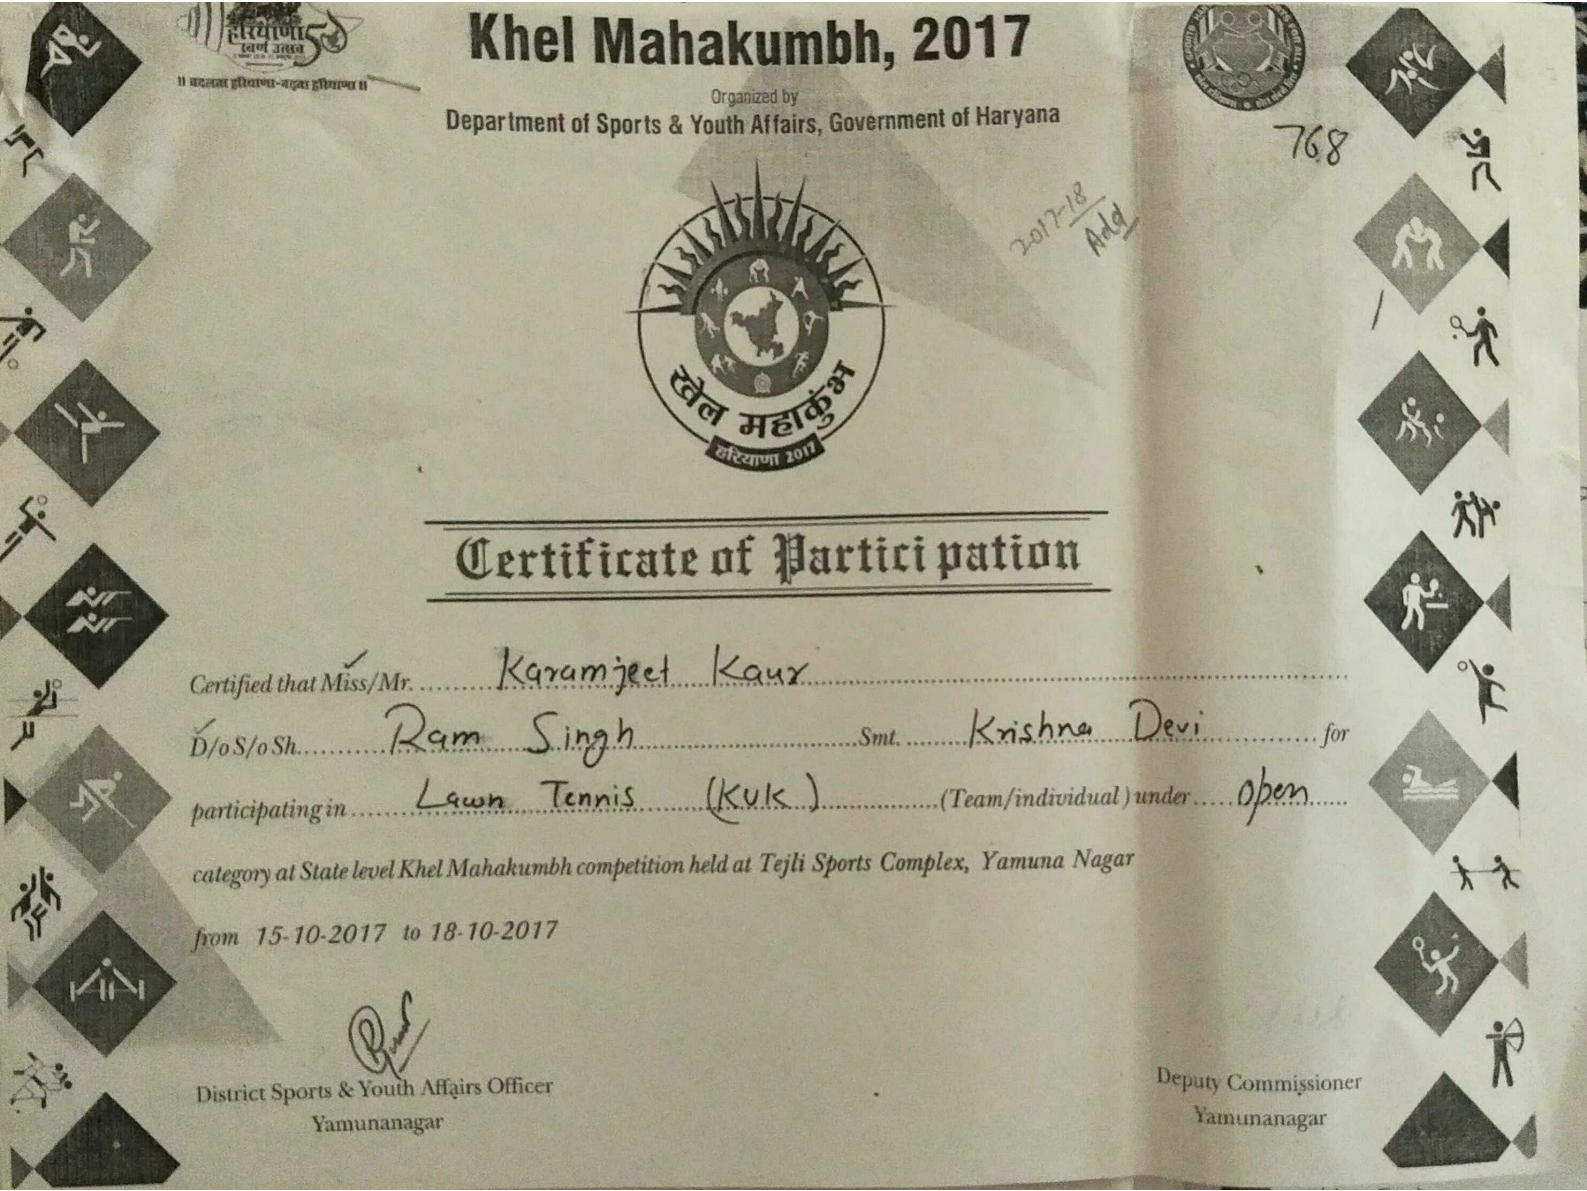 हरियाणा
स्वर्ण उत्सव
॥ बदलता हरियाणा-बढ़ता हरियाणा ॥
Khel Mahakumbh, 2017
Organized by
Department of Sports & Youth Affairs, Government of Haryana
768
2017-18
Add
खेल महाकुंभ
हरियाणा 2017
Certificate of Partici pation
Certified that Miss/Mr. Karamjeet Kaur
D/o S/o Sh. Ram Singh Smt. Krishna Devi for
participating in Lawn Tennis (KUK) (Team/individual) under open
category at State level Khel Mahakumbh competition held at Tejli Sports Complex, Yamuna Nagar
from 15-10-2017 to 18-10-2017
District Sports & Youth Affairs Officer
Yamunanagar
Deputy Commissioner
Yamunanagar